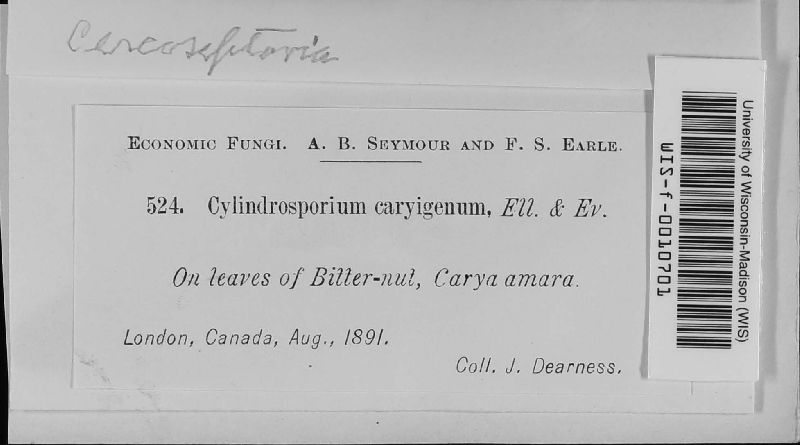 Cercoseptoria
ECONOMIC FUNGI. A. B. SEYMOUR AND F. S. EARLE.
524. Cylindrosporium caryigenum, Ell. & Ev.
On leaves of Bitter-nut, Carya amara.
London, Canada, Aug., 1891.
Coll. J. Dearness.
University of Wisconsin-Madison (WIS)
WIS-f-0010701